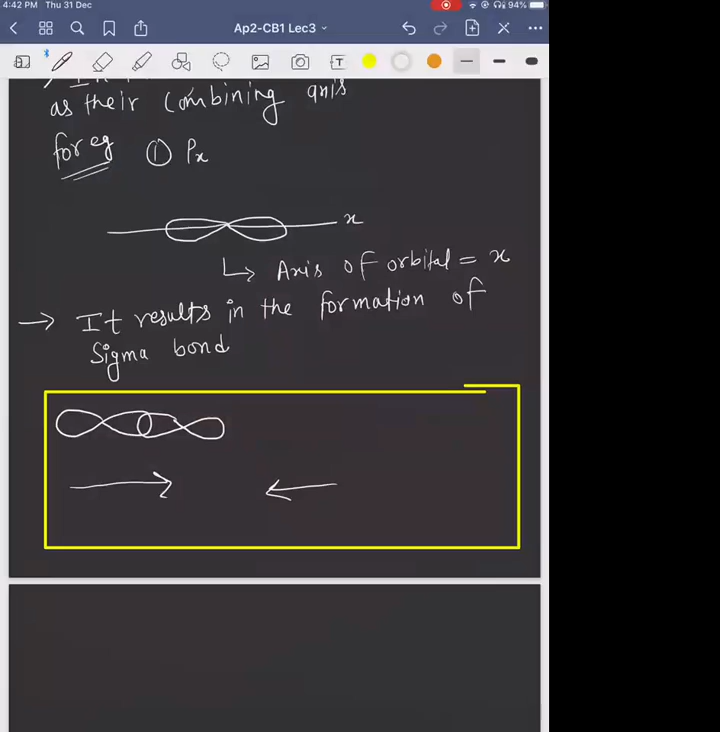 4:42 PM Thu 31 Dec
94%
Ap2-CB1 Lec3
T
as their combining axis
for eg ① Px
x
↳ Axis of orbital = x
→ It results in the formation of
Sigma bond